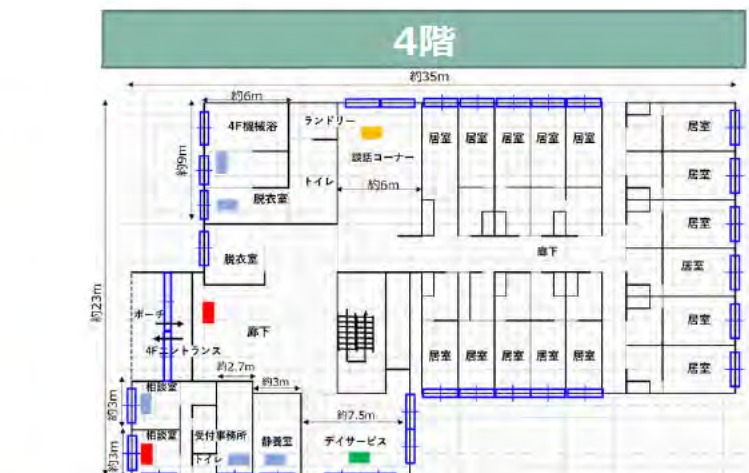 4階
約35m
約6m
4F機械浴
ランドリー
談話コーナー
居室
居室
居室
居室
居室
居室
約9m
トイレ
約6m
居室
脱衣室
居室
脱衣室
廊下
居室
約23m
ポーチ
廊下
居室
4Fエントランス
居室
居室
居室
居室
居室
居室
約2.7m
約3m
約3m
相談室
約7.5m
約3m
相談室
受付事務所
静養室
デイサービス
トイレ